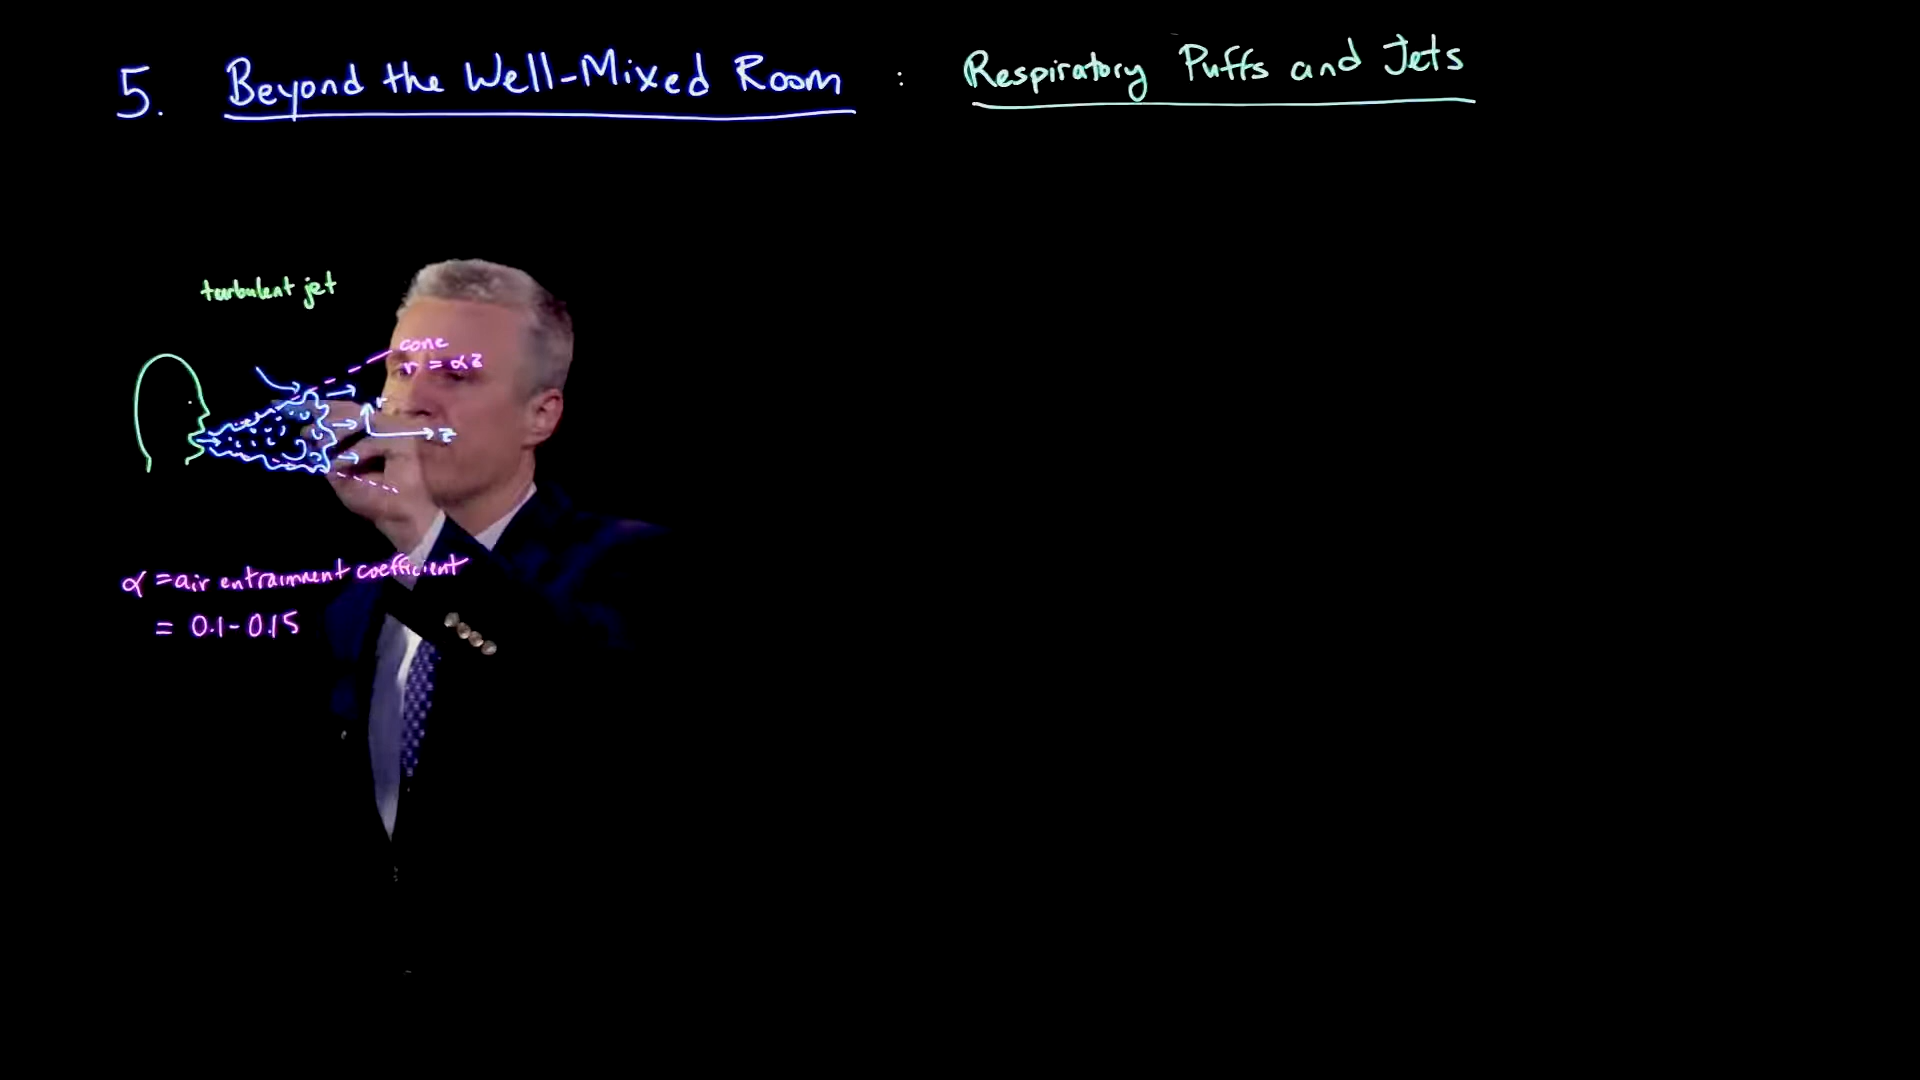 5. Beyond the Well-Mixed Room : Respiratory Puffs and Jets
turbulent jet
cone
r = αz
r
z
α = air entrainment coefficient
= 0.1-0.15